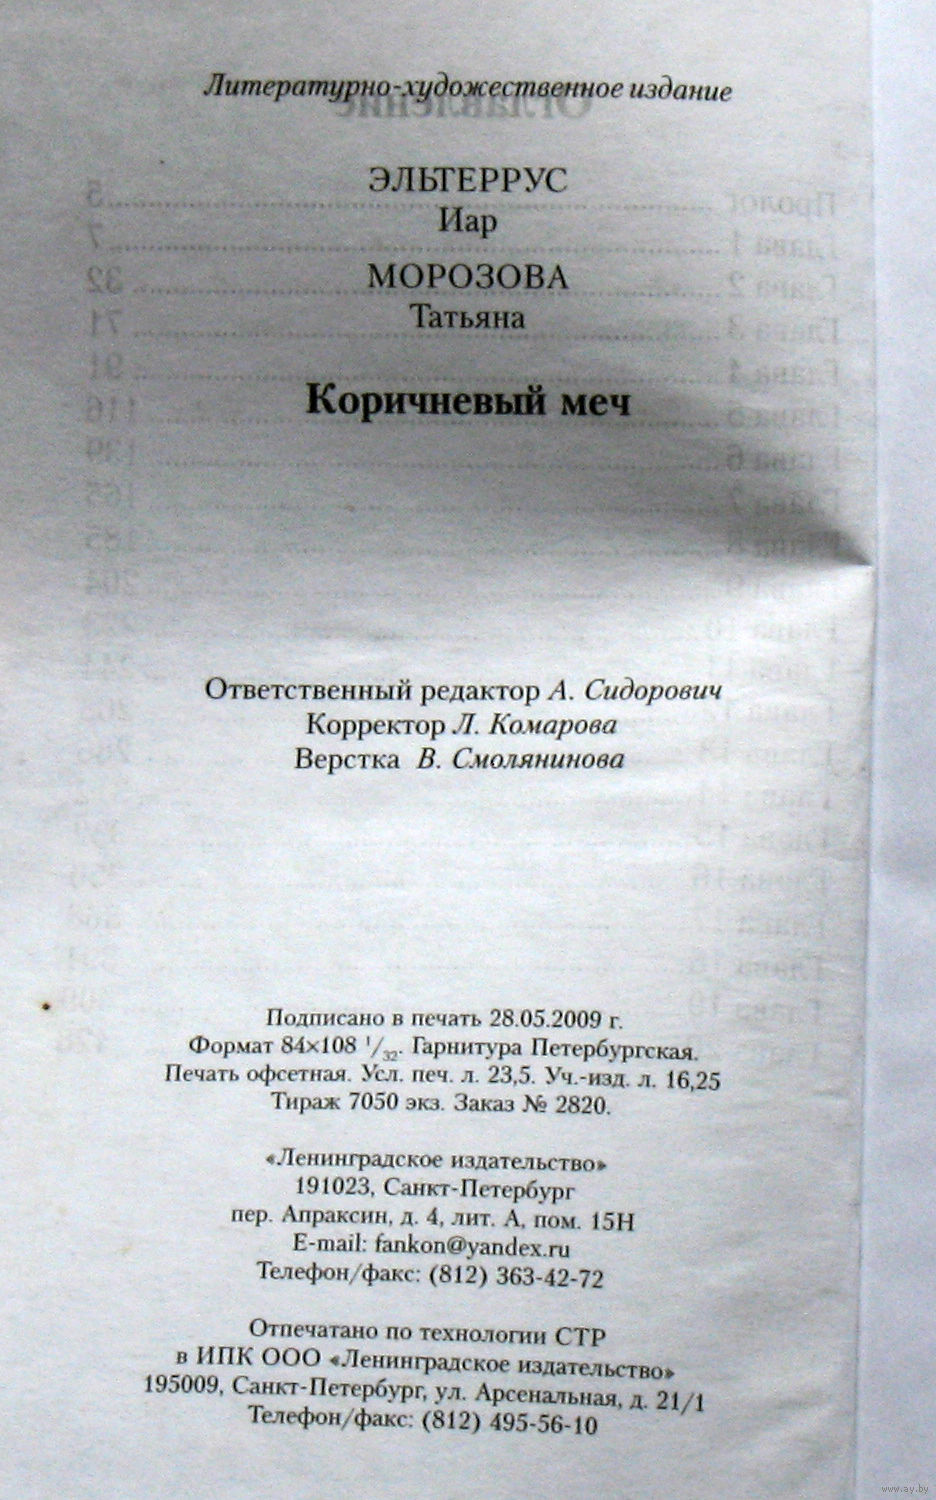 Литературно-художественное издание
ЭЛЬТЕРРУС
Иар
МОРОЗОВА
Татьяна
Коричневый меч
Ответственный редактор А. Сидорович
Корректор Л. Комарова
Верстка В. Смолянинова
Подписано в печать 28.05.2009 г.
Формат 84×108 1/32. Гарнитура Петербургская.
Печать офсетная. Усл. печ. л. 23,5. Уч.-изд. л. 16,25
Тираж 7050 экз. Заказ № 2820.
«Ленинградское издательство»
191023, Санкт-Петербург
пер. Апраксин, д. 4, лит. А, пом. 15Н
E-mail: fankon@yandex.ru
Телефон/факс: (812) 363-42-72
Отпечатано по технологии CTP
в ИПК ООО «Ленинградское издательство»
195009, Санкт-Петербург, ул. Арсенальная, д. 21/1
Телефон/факс: (812) 495-56-10
www.ay.by